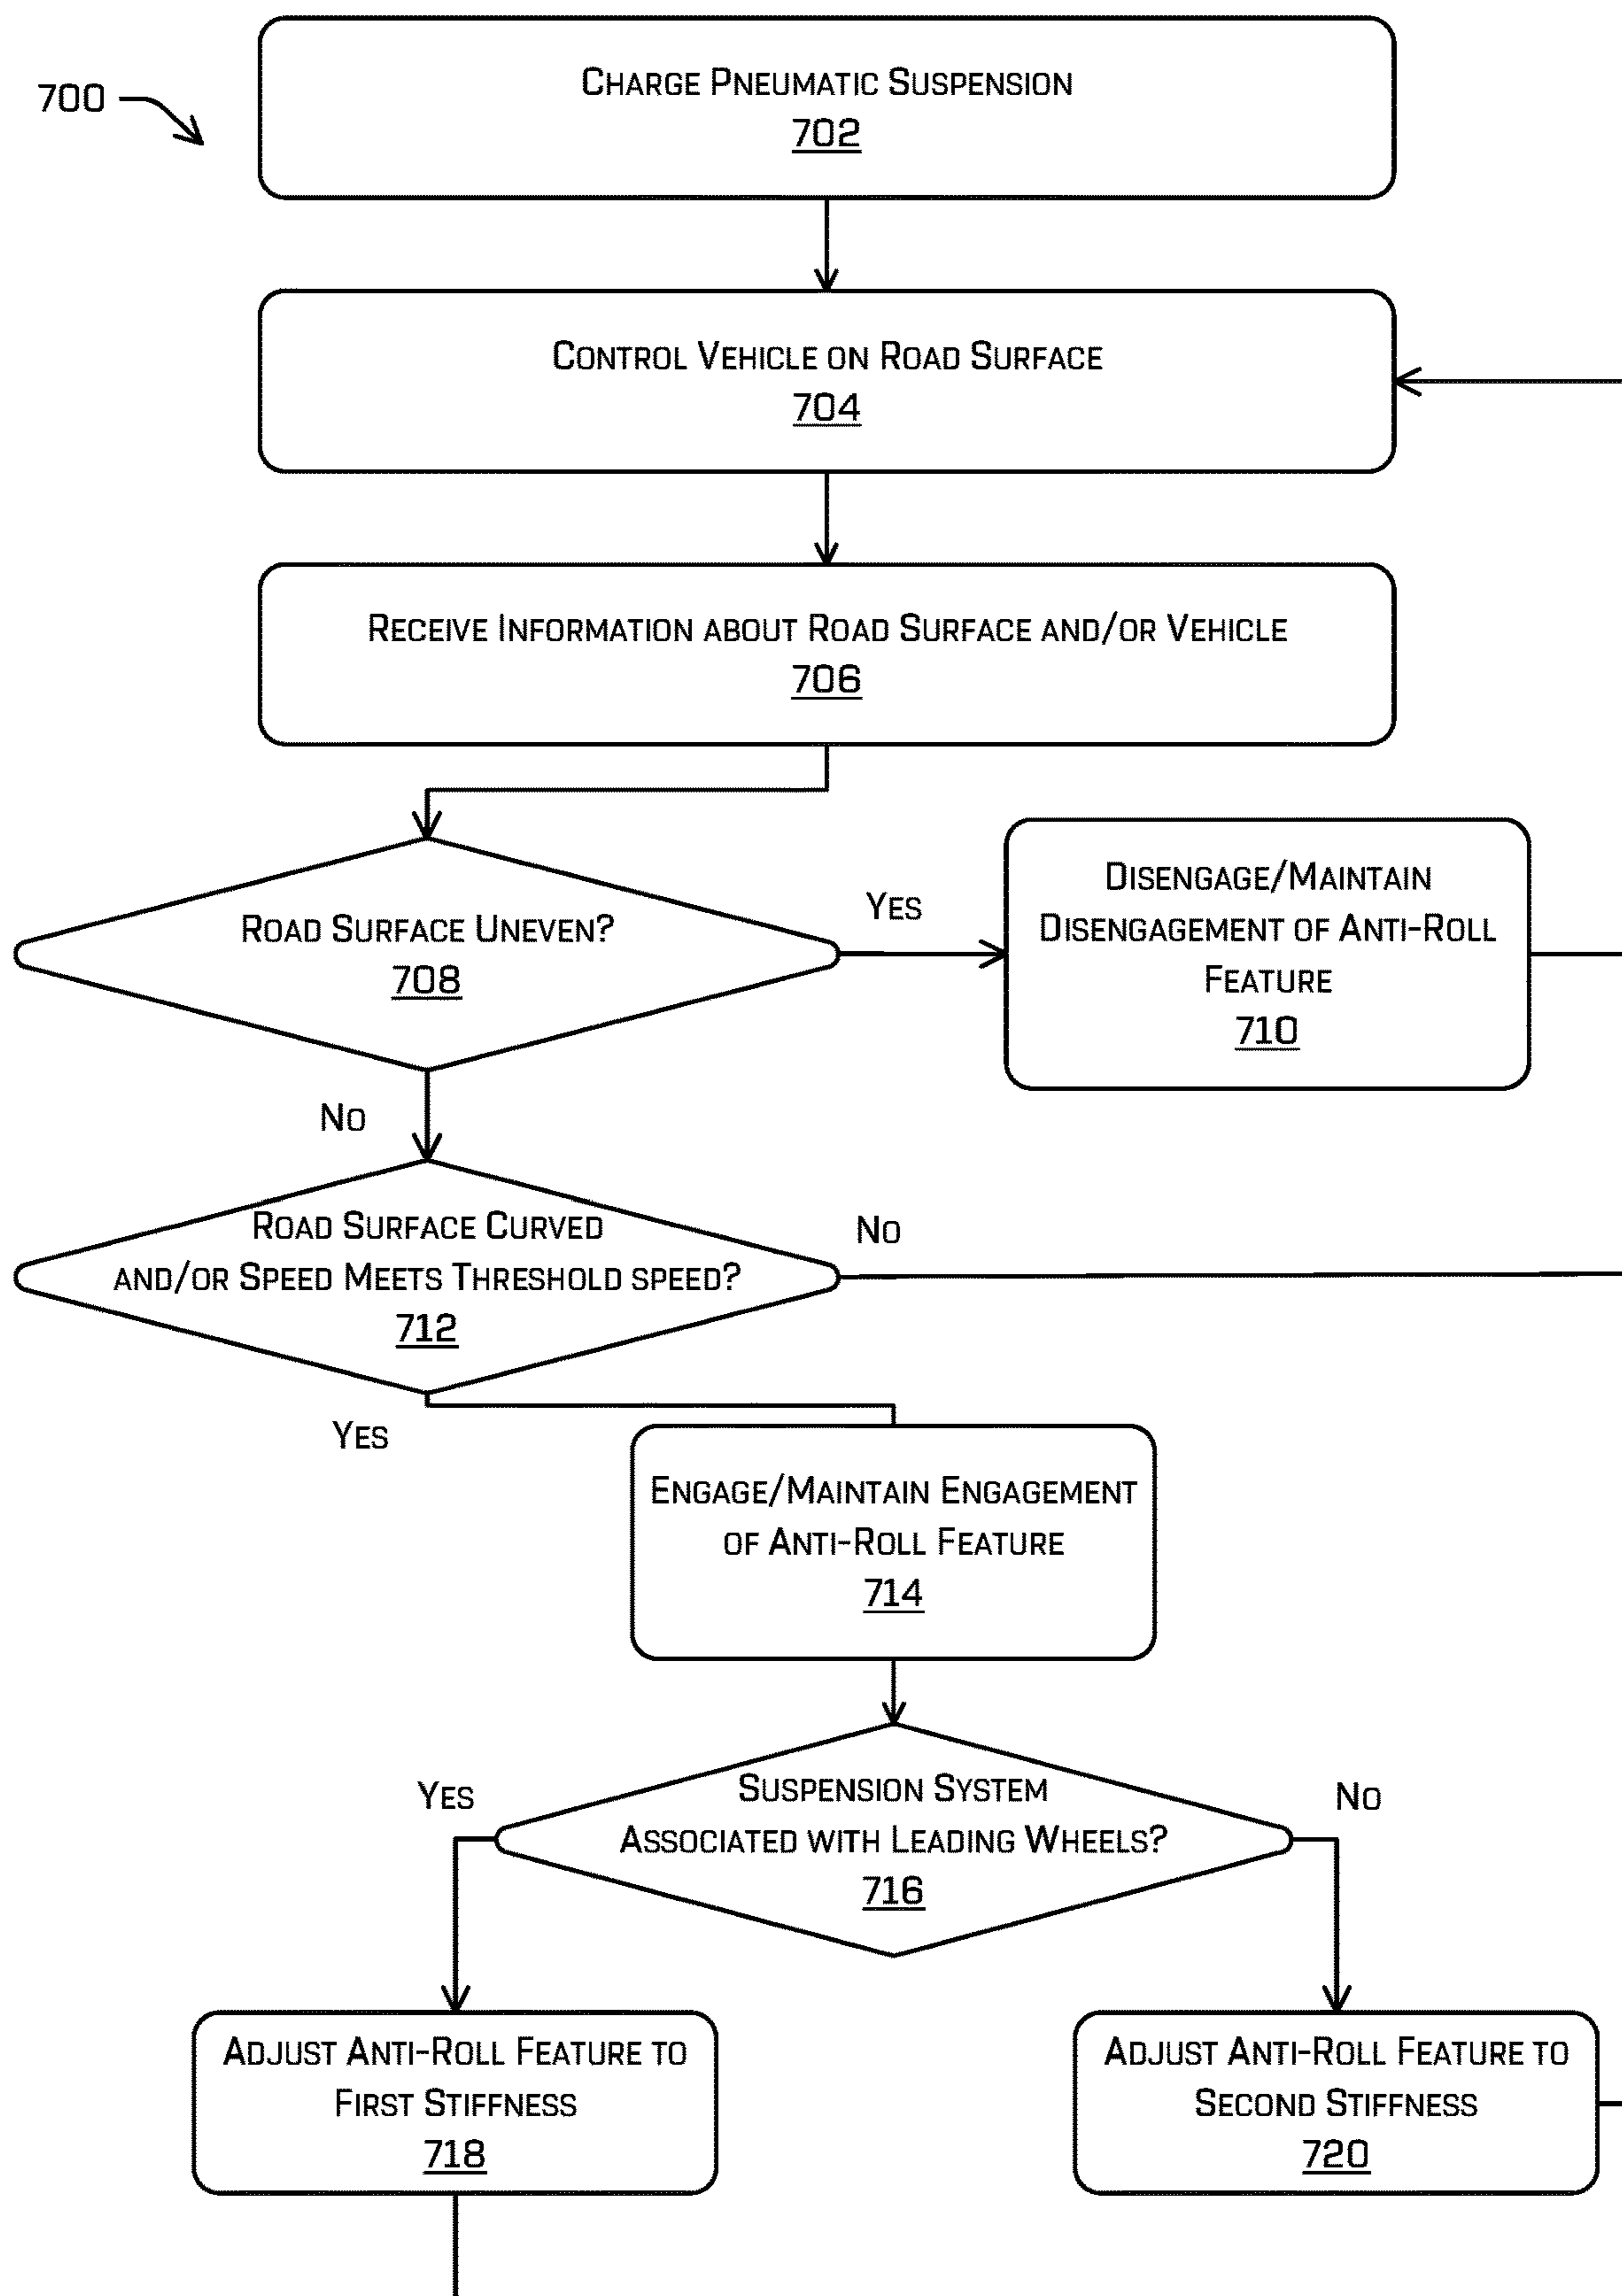 700
Charge Pneumatic Suspension
702
Control Vehicle on Road Surface
704
Receive Information about Road Surface and/or Vehicle
706
Road Surface Uneven?
708
Yes
Disengage/Maintain
Disengagement of Anti-Roll
Feature
710
No
Road Surface Curved
and/or Speed Meets Threshold speed?
712
No
Yes
Engage/Maintain Engagement
of Anti-Roll Feature
714
Suspension System
Associated with Leading Wheels?
716
Yes
No
Adjust Anti-Roll Feature to
First Stiffness
718
Adjust Anti-Roll Feature to
Second Stiffness
720